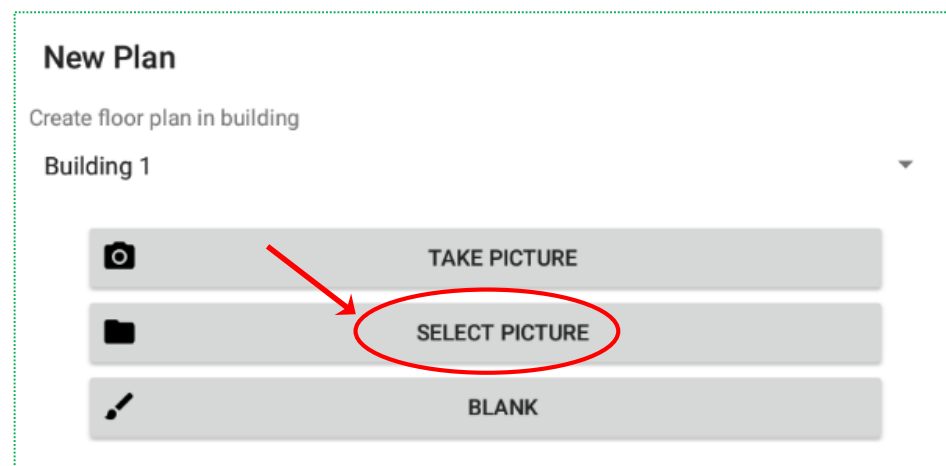 New Plan
Create floor plan in building
Building 1
TAKE PICTURE
SELECT PICTURE
BLANK